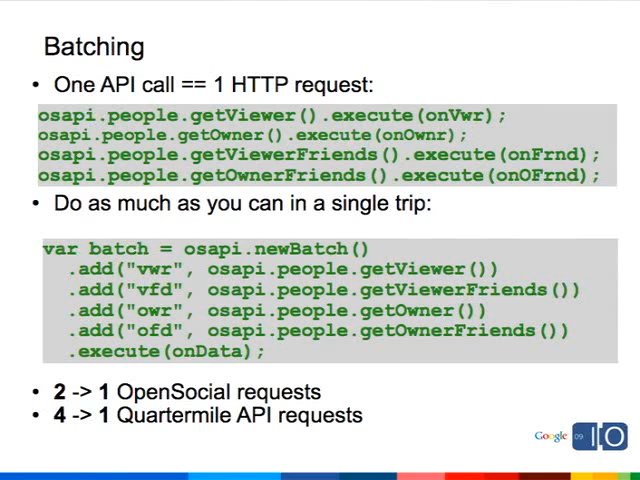 Batching
• One API call == 1 HTTP request:
osapi.people.getViewer().execute(onVwr);
osapi.people.getOwner().execute(onOwnr);
osapi.people.getViewerFriends().execute(onFrnd);
osapi.people.getOwnerFriends().execute(onOFrnd);
• Do as much as you can in a single trip:
var batch = osapi.newBatch()
.add("vwr", osapi.people.getViewer())
.add("vfd", osapi.people.getViewerFriends())
.add("owr", osapi.people.getOwner())
.add("ofd", osapi.people.getOwnerFriends())
.execute(onData);
• 2 -> 1 OpenSocial requests
• 4 -> 1 Quartermile API requests
Google 09 IO